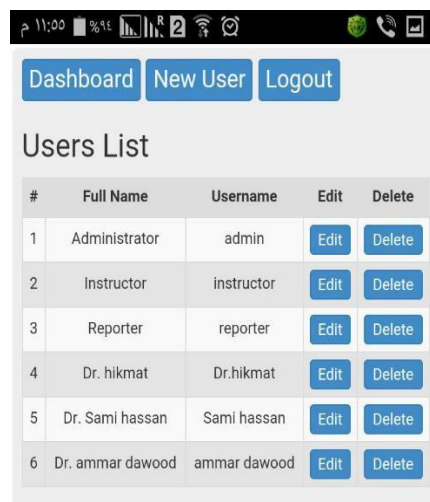 م ١١:٥٥ %٩٤ R 2
Dashboard New User Logout
Users List
# Full Name Username Edit Delete
1 Administrator admin Edit Delete
2 Instructor instructor Edit Delete
3 Reporter reporter Edit Delete
4 Dr. hikmat Dr.hikmat Edit Delete
5 Dr. Sami hassan Sami hassan Edit Delete
6 Dr. ammar dawood ammar dawood Edit Delete